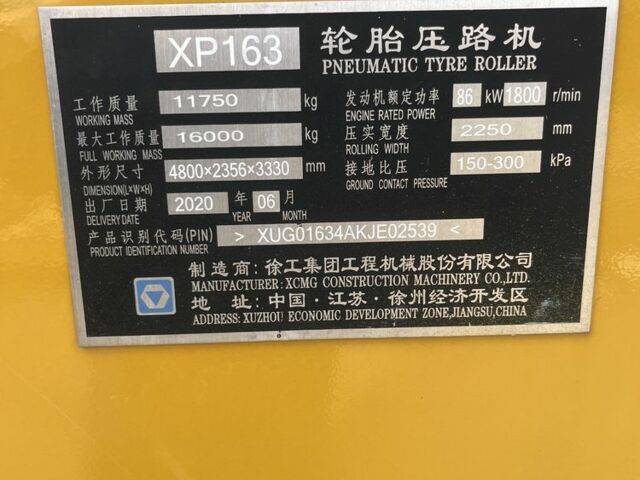 XP163 轮胎压路机
PNEUMATIC TYRE ROLLER
工作质量 11750 kg 发动机额定功率 86 kW 1800 r/min
WORKING MASS ENGINE RATED POWER
最大工作质量 16000 kg 压实宽度 2250 mm
FULL WORKING MASS ROLLING WIDTH
外形尺寸 4800×2356×3330 mm 接地比压 150-300 kPa
DIMENSION(L×W×H) GROUND CONTACT PRESSURE
出厂日期 2020 年 06 月
DELIVERY DATE YEAR MONTH
产品识别代码(PIN) > XUG01634AKJE02539 <
PRODUCT IDENTIFICATION NUMBER
制造商：徐工集团工程机械股份有限公司
MANUFACTURER: XCMG CONSTRUCTION MACHINERY CO.,LTD.
地 址：中国·江苏·徐州经济开发区
ADDRESS: XUZHOU ECONOMIC DEVELOPMENT ZONE,JIANGSU,CHINA